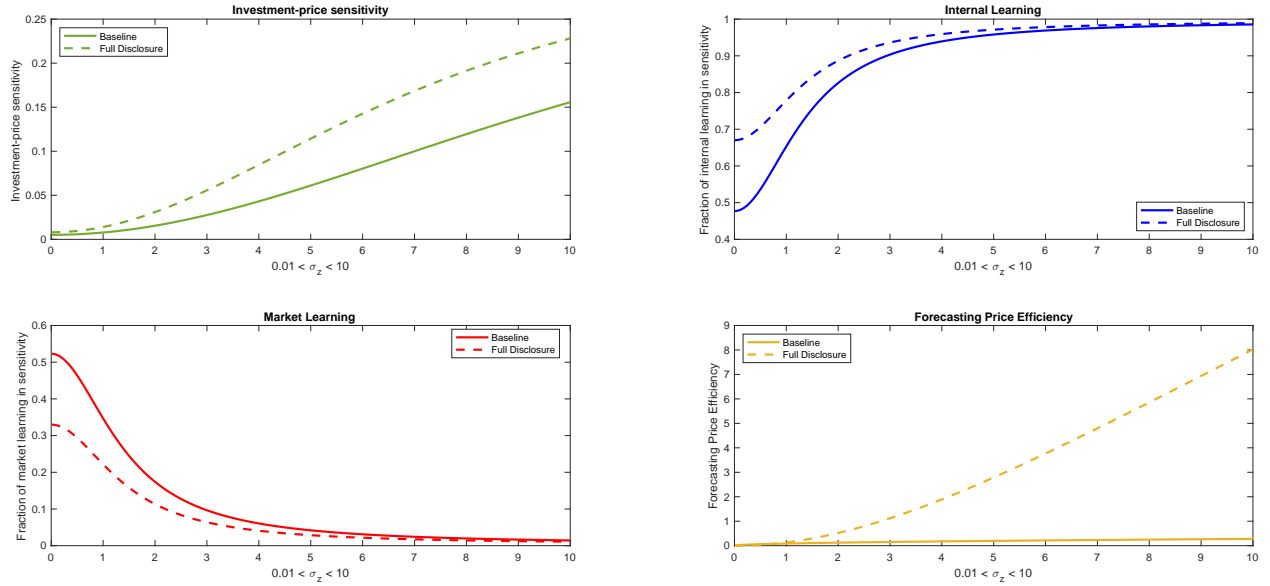 Investment-price sensitivity
Investment-price sensitivity
0.25
0.2
0.15
0.1
0.05
0
Baseline
Full Disclosure
0 1 2 3 4 5 6 7 8 9 10
0.01 < σz < 10
Internal Learning
Fraction of internal learning in sensitivity
1
0.9
0.8
0.7
0.6
0.5
0.4
Baseline
Full Disclosure
0 1 2 3 4 5 6 7 8 9 10
0.01 < σz < 10
Market Learning
Fraction of market learning in sensitivity
0.6
0.5
0.4
0.3
0.2
0.1
0
Baseline
Full Disclosure
0 1 2 3 4 5 6 7 8 9 10
0.01 < σz < 10
Forecasting Price Efficiency
Forecasting Price Efficiency
9
8
7
6
5
4
3
2
1
0
Baseline
Full Disclosure
0 1 2 3 4 5 6 7 8 9 10
0.01 < σz < 10